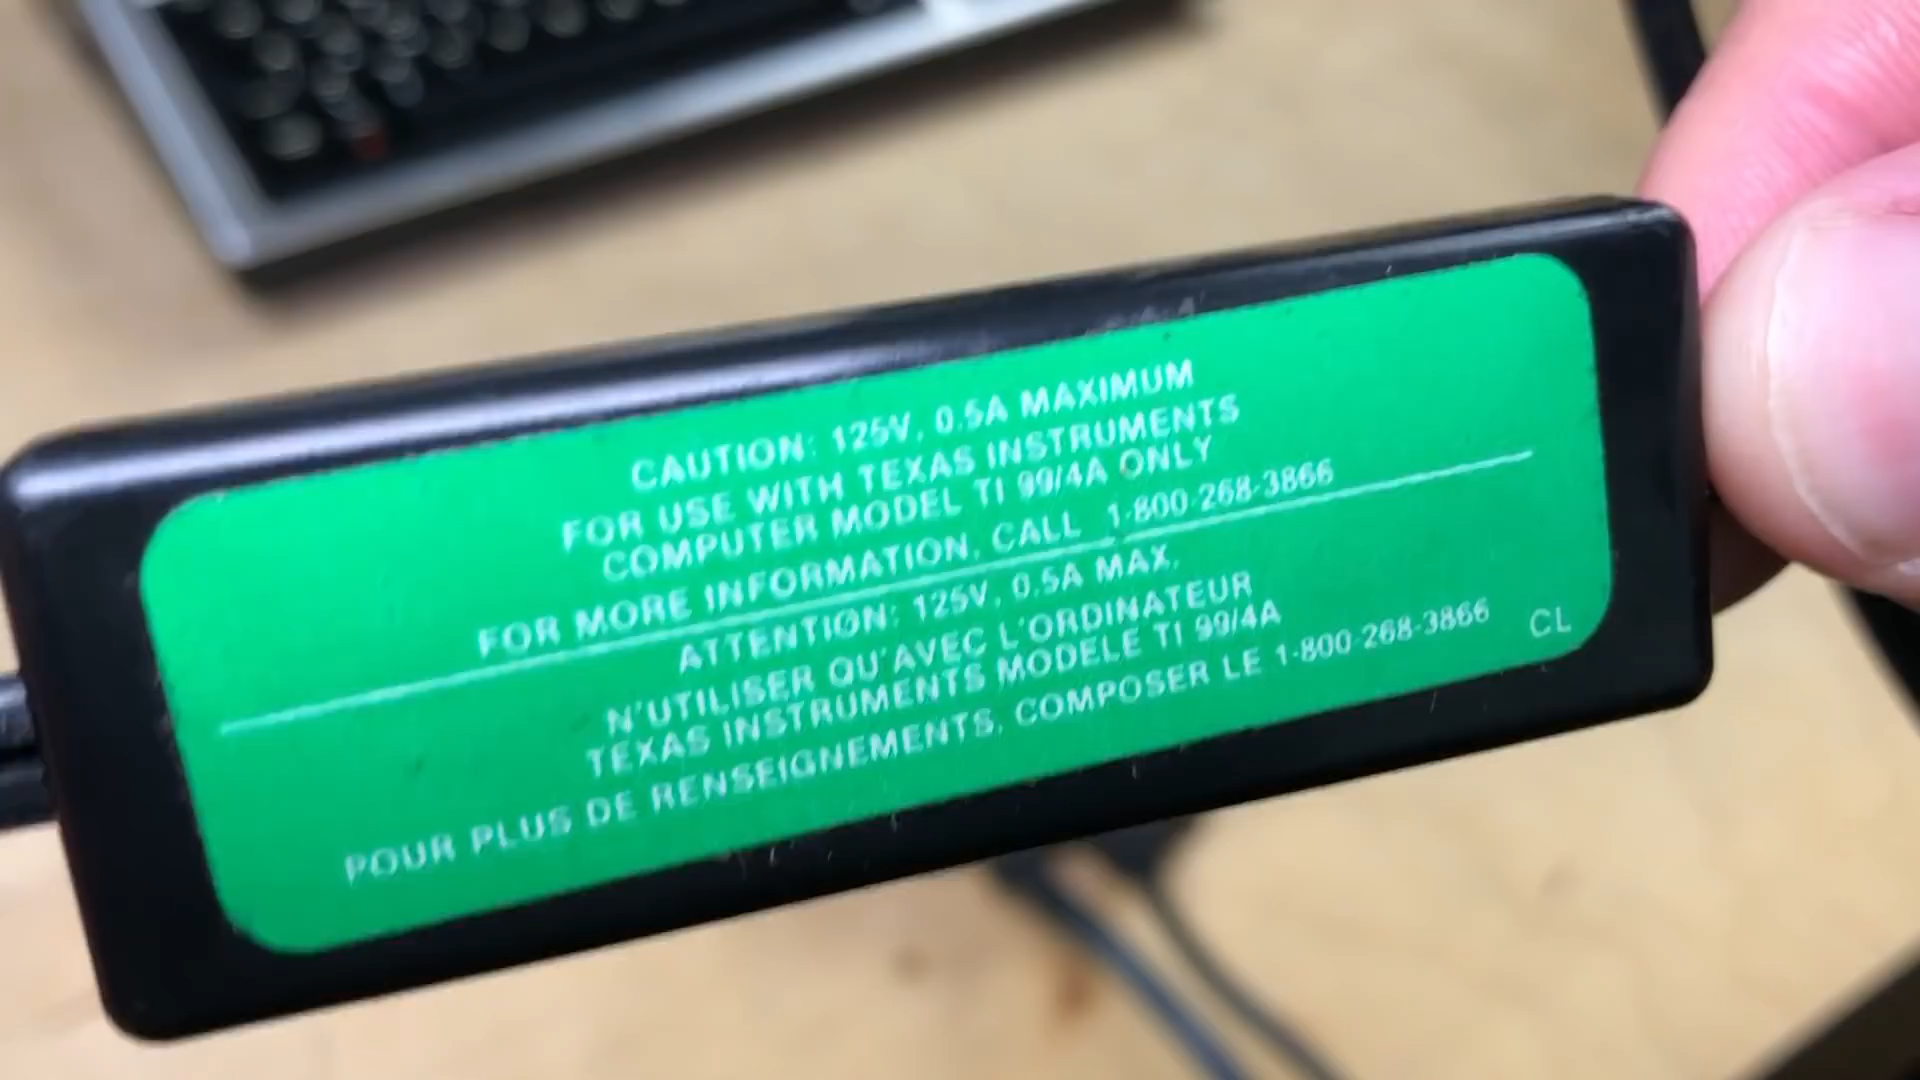 CAUTION: 125V, 0.5A MAXIMUM
FOR USE WITH TEXAS INSTRUMENTS
COMPUTER MODEL TI 99/4A ONLY
FOR MORE INFORMATION, CALL 1-800-268-3866
ATTENTION: 125V, 0.5A MAX.
N'UTILISER QU'AVEC L'ORDINATEUR
TEXAS INSTRUMENTS MODELE TI 99/4A
POUR PLUS DE RENSEIGNEMENTS, COMPOSER LE 1-800-268-3866
CL